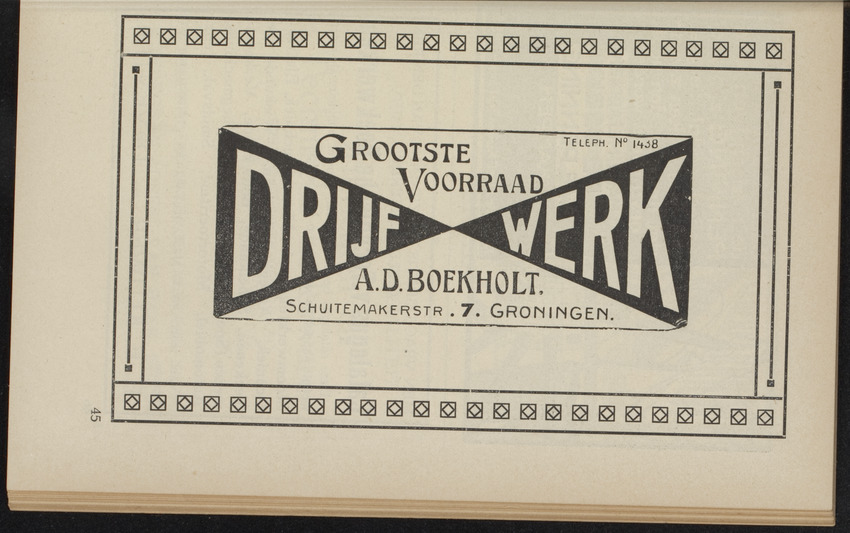 GROOTSTE
TELEPH. Nº 1438
VOORRAAD
DRIJF WERK
A.D. BOEKHOLT.
SCHUITEMAKERSTR. 7. GRONINGEN.
45